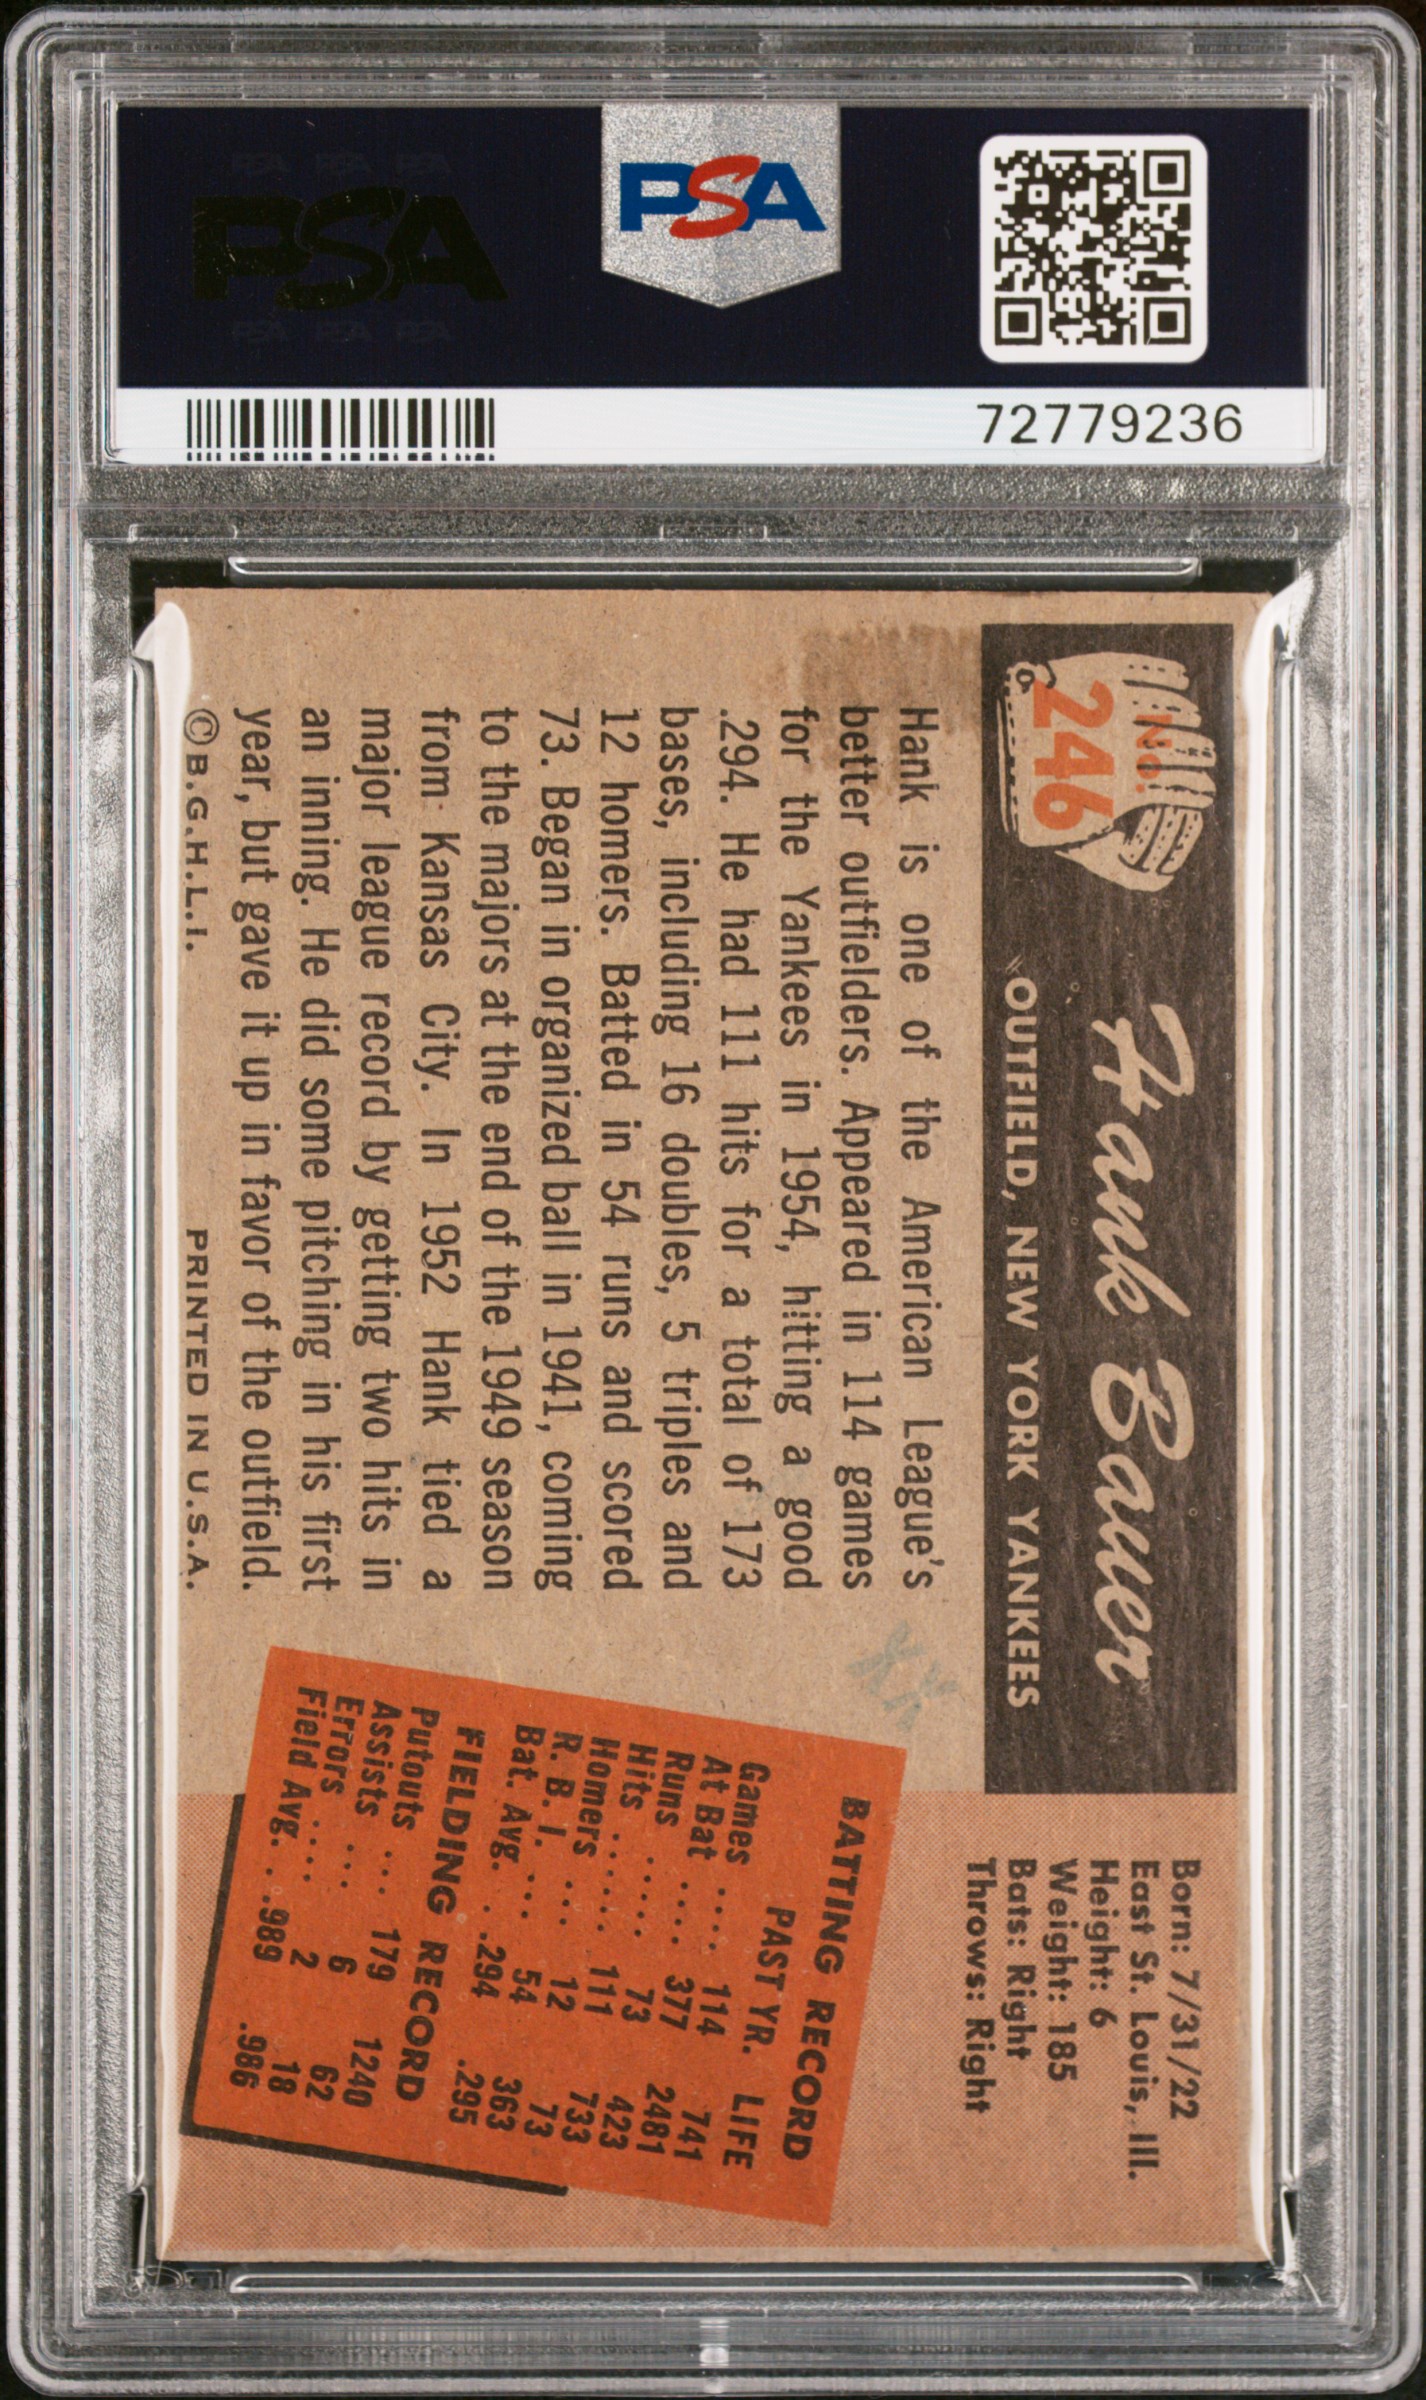 PSA PSA PSA
PSA
PSA PSA PSA
PSA
72779236
No.
246
Hank Bauer
OUTFIELD, NEW YORK YANKEES
Hank is one of the American League's
better outfielders. Appeared in 114 games
for the Yankees in 1954, hitting a good
.294. He had 111 hits for a total of 173
bases, including 16 doubles, 5 triples and
12 homers. Batted in 54 runs and scored
73. Began in organized ball in 1941, coming
to the majors at the end of the 1949 season
from Kansas City. In 1952 Hank tied a
major league record by getting two hits in
an inning. He did some pitching in his first
year, but gave it up in favor of the outfield.
© B.G.H.L.I. PRINTED IN U.S.A.
Born: 7/31/22
East St. Louis, Ill.
Height: 6
Weight: 185
Bats: Right
Throws: Right
BATTING RECORD
PAST YR. LIFE
Games .... 114 741
At Bat .... 377 2481
Runs ..... 73 423
Hits ..... 111 733
Homers ... 12 73
R. B. I. .... 54 363
Bat. Avg. . .294 .295
FIELDING RECORD
Putouts ... 179 1240
Assists ... 6 62
Errors .... 2 18
Field Avg. . .989 .986